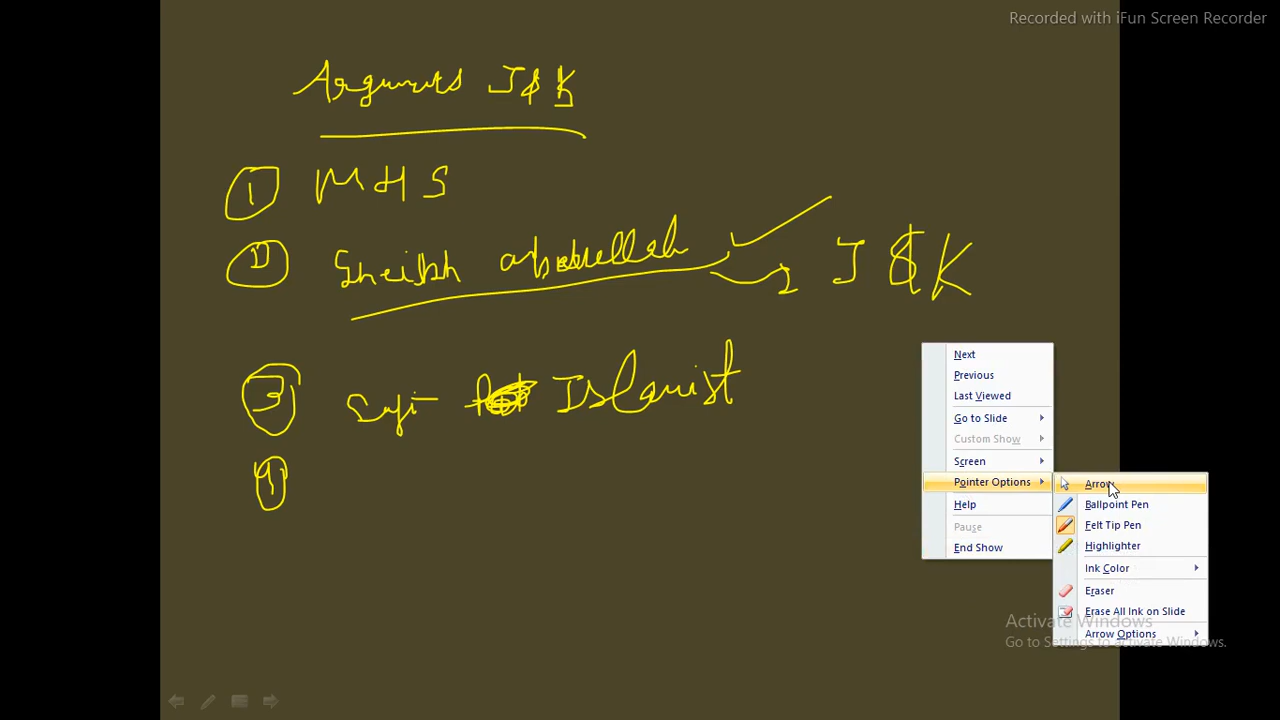 Recorded with iFun Screen Recorder
Arguments J&K
1 MHS
2 Sheikh abdullah J&K
3 Sufi Islamist
4
Next
Previous
Last Viewed
Go to Slide
Custom Show
Screen
Pointer Options
Help
Pause
End Show
Arrow
Ballpoint Pen
Felt Tip Pen
Highlighter
Ink Color
Eraser
Erase All Ink on Slide
Arrow Options
Activate Windows
Go to Settings to activate Windows.